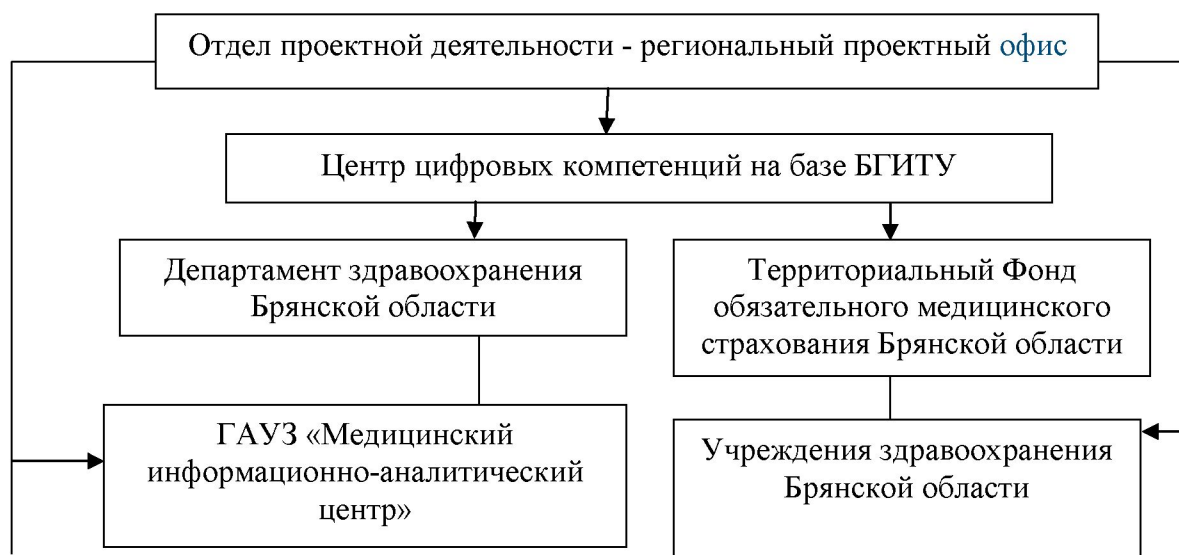 Отдел проектной деятельности - региональный проектный офис
Центр цифровых компетенций на базе БГИТУ
Департамент здравоохранения
Брянской области
Территориальный Фонд
обязательного медицинского
страхования Брянской области
ГАУЗ «Медицинский
информационно-аналитический
центр»
Учреждения здравоохранения
Брянской области